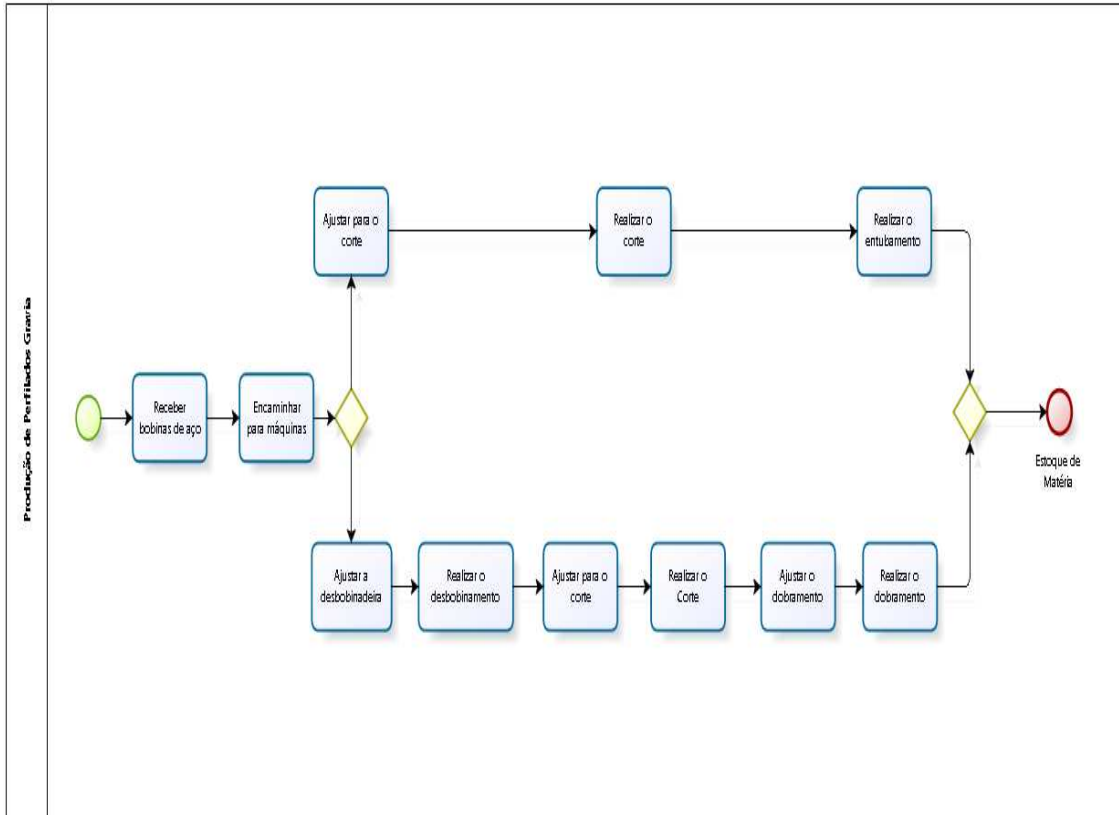 Produção de Perfilados Gravia
Receber
bobinas de aço
Encaminhar
para máquinas
Ajustar para o
corte
Realizar o
corte
Realizar o
entubamento
Ajustar a
desbobinadeira
Realizar o
desbobinamento
Ajustar para o
corte
Realizar o
Corte
Ajustar o
dobramento
Realizar o
dobramento
Estoque de
Matéria